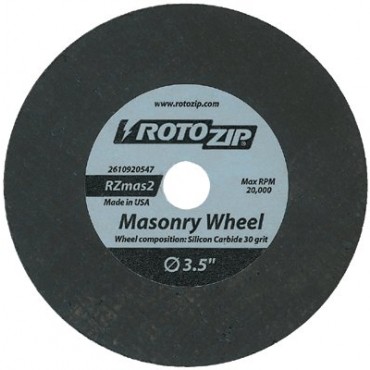 www.rotozip.com
ROTOZIP
2610920547
RZmas2
Made in USA
Max RPM
20,000
Masonry Wheel
Wheel composition: Silicon Carbide 30 grit
Ø 3.5"